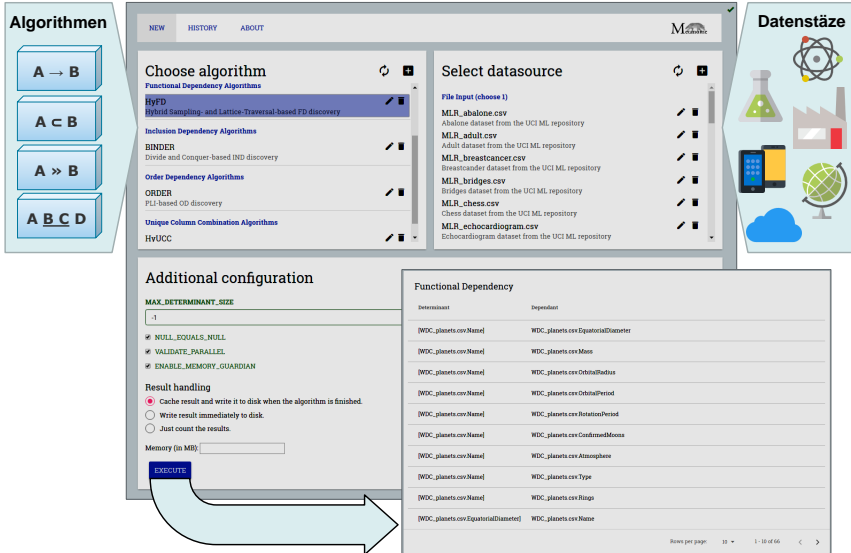 Algorithmen
A → B
A ⊂ B
A » B
A B C D
NEW HISTORY ABOUT
Metanome
Datenstäze
Choose algorithm
Functional Dependency Algorithms
HyFD
Hybrid Sampling- and Lattice-Traversal-based FD discovery
Inclusion Dependency Algorithms
BINDER
Divide and Conquer-based IND discovery
Order Dependency Algorithms
ORDER
PLI-based OD discovery
Unique Column Combination Algorithms
HyUCC
Select datasource
File Input (choose 1)
MLR_abalone.csv
Abalone dataset from the UCI ML repository
MLR_adult.csv
Adult dataset from the UCI ML repository
MLR_breastcancer.csv
Breastcander dataset from the UCI ML repository
MLR_bridges.csv
Bridges dataset from the UCI ML repository
MLR_chess.csv
Chess dataset from the UCI ML repository
MLR_echocardiogram.csv
Echocardiogram dataset from the UCI ML repository
Additional configuration
MAX_DETERMINANT_SIZE
-1
NULL_EQUALS_NULL
VALIDATE_PARALLEL
ENABLE_MEMORY_GUARDIAN
Result handling
Cache result and write it to disk when the algorithm is finished.
Write result immediately to disk.
Just count the results.
Memory (in MB):
EXECUTE
Functional Dependency
Determinant Dependant
[WDC_planets.csv.Name] WDC_planets.csv.EquatorialDiameter
[WDC_planets.csv.Name] WDC_planets.csv.Mass
[WDC_planets.csv.Name] WDC_planets.csv.OrbitalRadius
[WDC_planets.csv.Name] WDC_planets.csv.OrbitalPeriod
[WDC_planets.csv.Name] WDC_planets.csv.RotationPeriod
[WDC_planets.csv.Name] WDC_planets.csv.ConfirmedMoons
[WDC_planets.csv.Name] WDC_planets.csv.Atmosphere
[WDC_planets.csv.Name] WDC_planets.csv.Type
[WDC_planets.csv.Name] WDC_planets.csv.Rings
[WDC_planets.csv.EquatorialDiameter] WDC_planets.csv.Name
Rows per page: 10 1 - 10 of 66